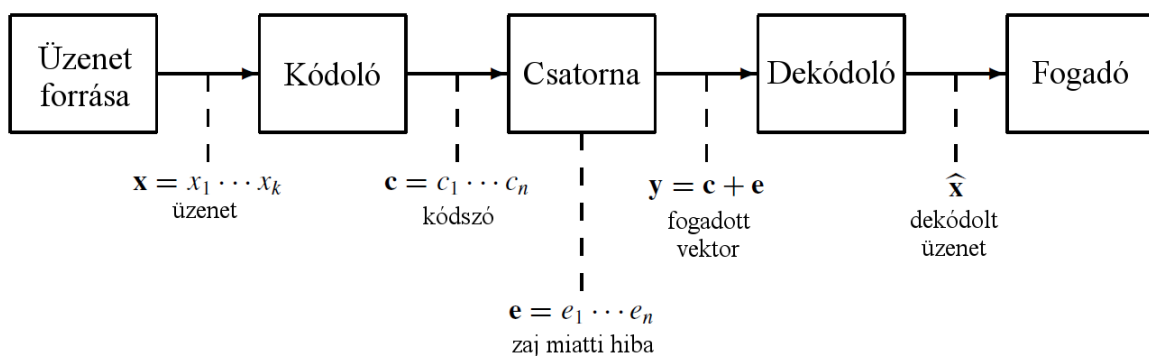 Üzenet
forrása
Kódoló
Csatorna
Dekódoló
Fogadó
x = x₁ ⋯ xₖ
üzenet
c = c₁ ⋯ cₙ
kódszó
y = c + e
fogadott
vektor
x̂
dekódolt
üzenet
e = e₁ ⋯ eₙ
zaj miatti hiba